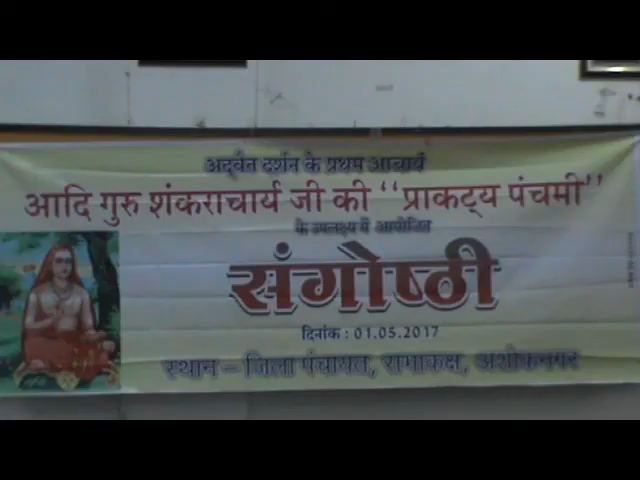 अद्वैत दर्शन के प्रथम आचार्य
आदि गुरु शंकराचार्य जी की "प्राकट्य पंचमी"
के उपलक्ष्य में आयोजित
संगोष्ठी
दिनांक : 01.05.2017
स्थान – जिला पंचायत, सभाकक्ष, अशोकनगर